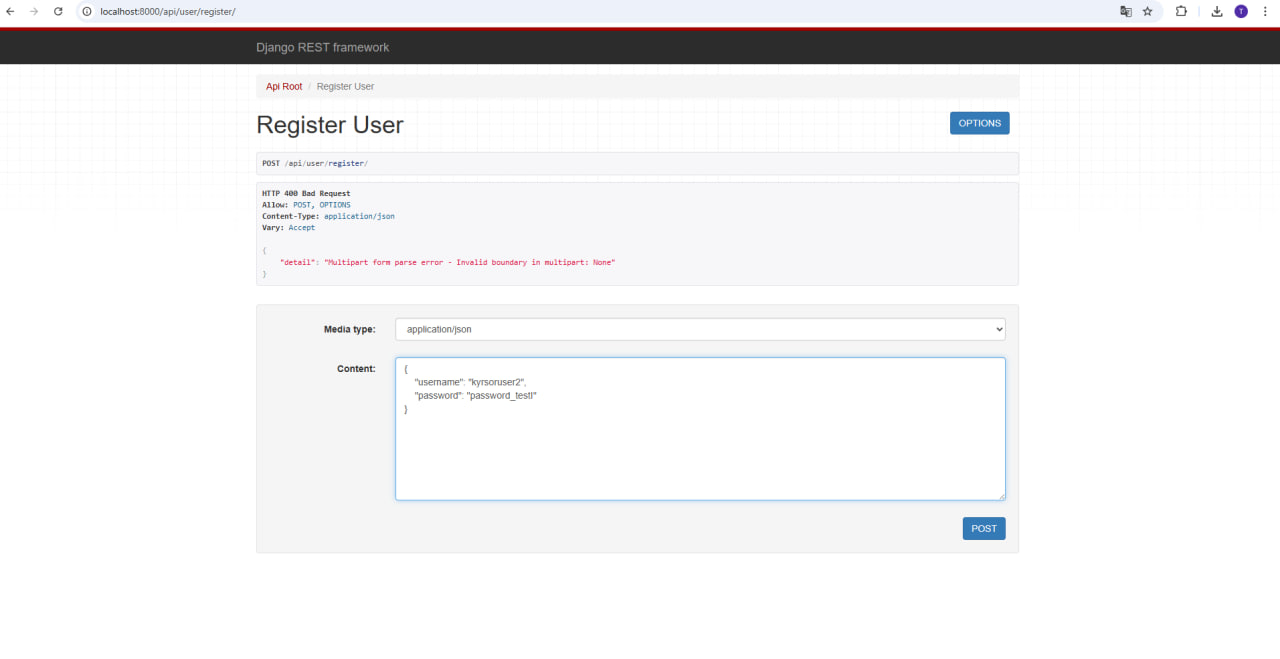 localhost:8000/api/user/register/
T
Django REST framework
Api Root / Register User
Register User
OPTIONS
POST /api/user/register/
HTTP 400 Bad Request
Allow: POST, OPTIONS
Content-Type: application/json
Vary: Accept
{
"detail": "Multipart form parse error - Invalid boundary in multipart: None"
}
Media type:
application/json
Content:
{
"username": "kyrsoruser2",
"password": "password_testl"
}
POST